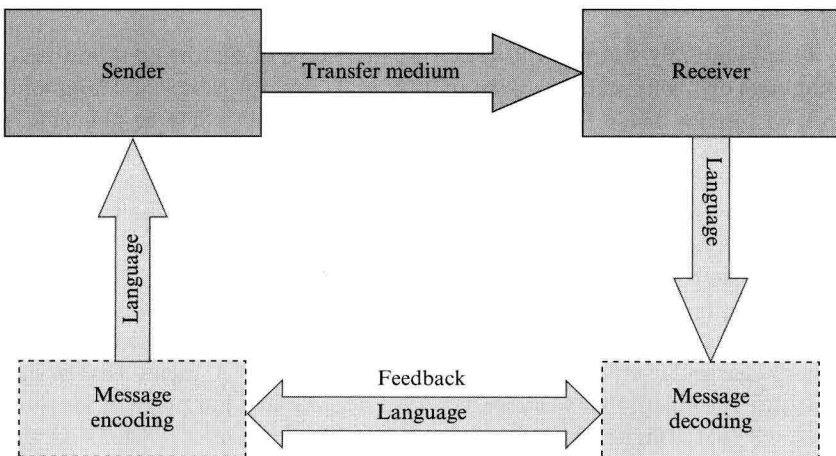 Sender
Transfer medium
Receiver
Language
Language
Message
encoding
Feedback
Language
Message
decoding